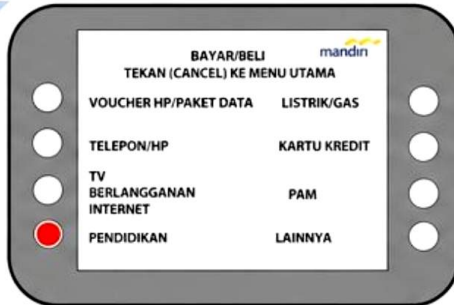 mandiri
BAYAR/BELI
TEKAN (CANCEL) KE MENU UTAMA
VOUCHER HP/PAKET DATA LISTRIK/GAS
TELEPON/HP KARTU KREDIT
TV
BERLANGGANAN PAM
INTERNET
PENDIDIKAN LAINNYA